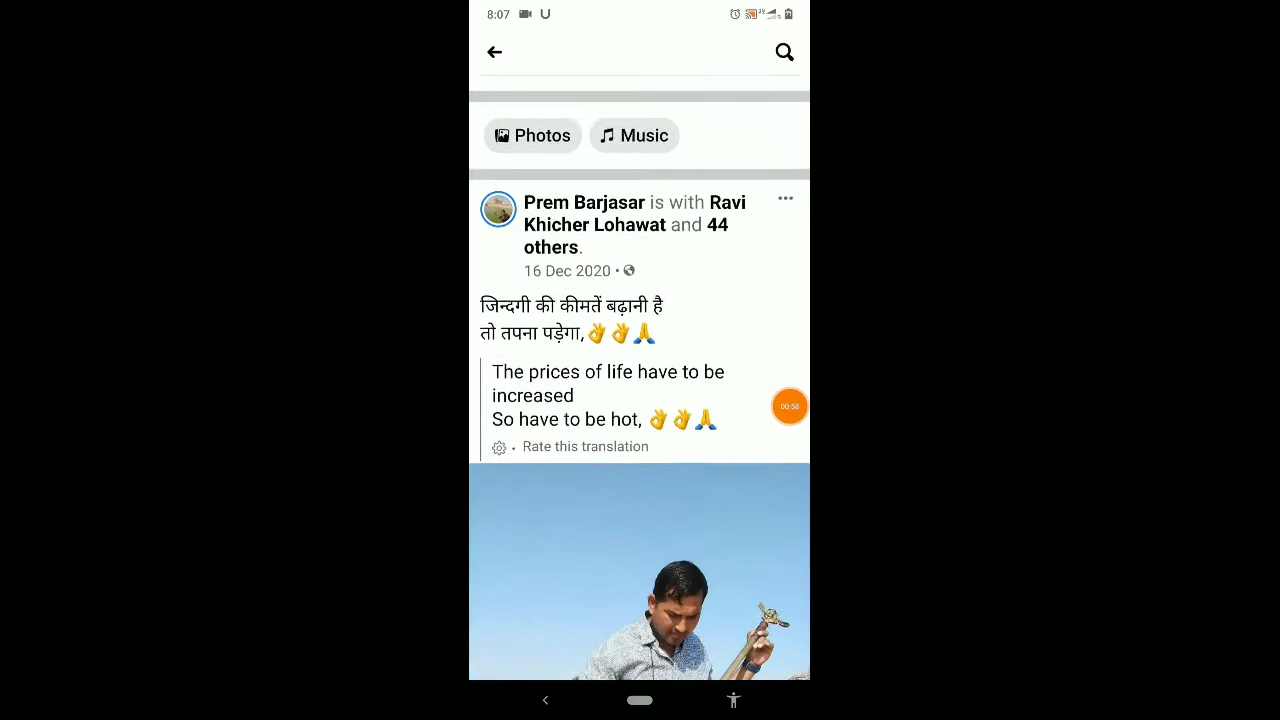 8:07
Photos Music
Prem Barjasar is with Ravi
Khicher Lohawat and 44
others.
16 Dec 2020 •
जिन्दगी की कीमतें बढ़ानी है
तो तपना पड़ेगा,👌👌🙏
The prices of life have to be
increased
So have to be hot, 👌👌🙏
00:58
Rate this translation